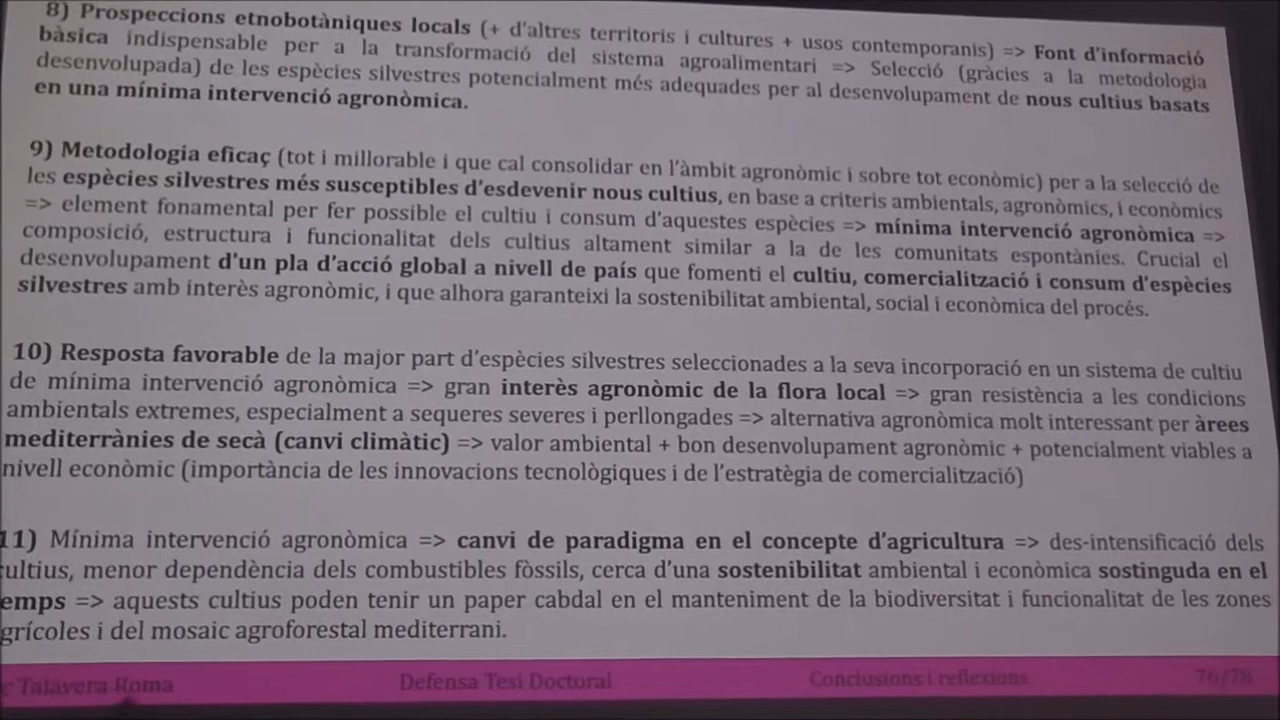 8) Prospeccions etnobotàniques locals (+ d'altres territoris i cultures + usos contemporanis) => Font d'informació
bàsica indispensable per a la transformació del sistema agroalimentari => Selecció (gràcies a la metodologia
desenvolupada) de les espècies silvestres potencialment més adequades per al desenvolupament de nous cultius basats
en una mínima intervenció agronòmica.
9) Metodologia eficaç (tot i millorable i que cal consolidar en l'àmbit agronòmic i sobre tot econòmic) per a la selecció de
les espècies silvestres més susceptibles d'esdevenir nous cultius, en base a criteris ambientals, agronòmics, i econòmics
=> element fonamental per fer possible el cultiu i consum d'aquestes espècies => mínima intervenció agronòmica =>
composició, estructura i funcionalitat dels cultius altament similar a la de les comunitats espontànies. Crucial el
desenvolupament d'un pla d'acció global a nivell de país que fomenti el cultiu, comercialització i consum d'espècies
silvestres amb interès agronòmic, i que alhora garanteixi la sostenibilitat ambiental, social i econòmica del procés.
10) Resposta favorable de la major part d'espècies silvestres seleccionades a la seva incorporació en un sistema de cultiu
de mínima intervenció agronòmica => gran interès agronòmic de la flora local => gran resistència a les condicions
ambientals extremes, especialment a sequeres severes i perllongades => alternativa agronòmica molt interessant per àrees
mediterrànies de secà (canvi climàtic) => valor ambiental + bon desenvolupament agronòmic + potencialment viables a
nivell econòmic (importància de les innovacions tecnològiques i de l'estratègia de comercialització)
11) Mínima intervenció agronòmica => canvi de paradigma en el concepte d'agricultura => des-intensificació dels
cultius, menor dependència dels combustibles fòssils, cerca d'una sostenibilitat ambiental i econòmica sostinguda en el
emps => aquests cultius poden tenir un paper cabdal en el manteniment de la biodiversitat i funcionalitat de les zones
grícoles i del mosaic agroforestal mediterrani.
c Talavera Roma Defensa Tesi Doctoral Conclusions i reflexions 76/78